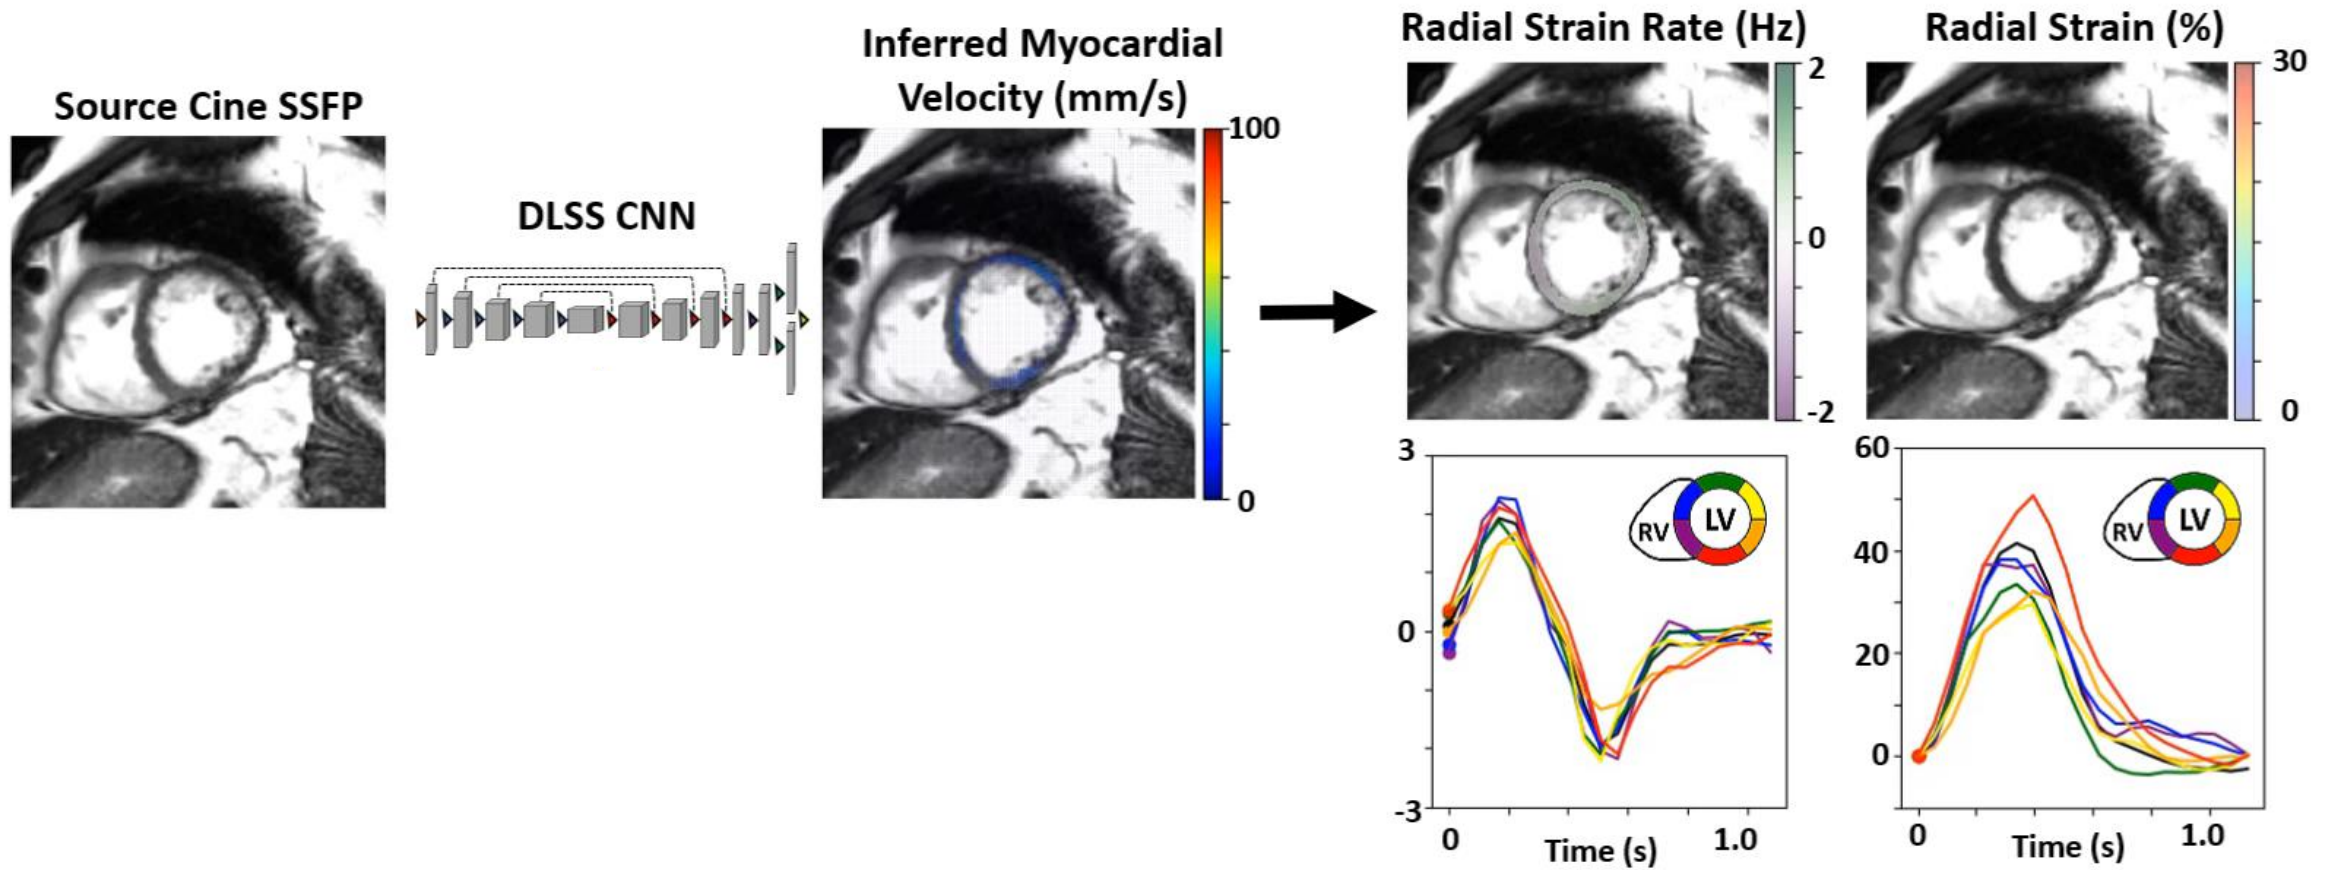 Source Cine SSFP
DLSS CNN
Inferred Myocardial
Velocity (mm/s)
100
0
Radial Strain Rate (Hz)
2
0
-2
Radial Strain (%)
30
0
3
0
-3
RV
LV
0
1.0
Time (s)
60
40
20
0
RV
LV
0
1.0
Time (s)